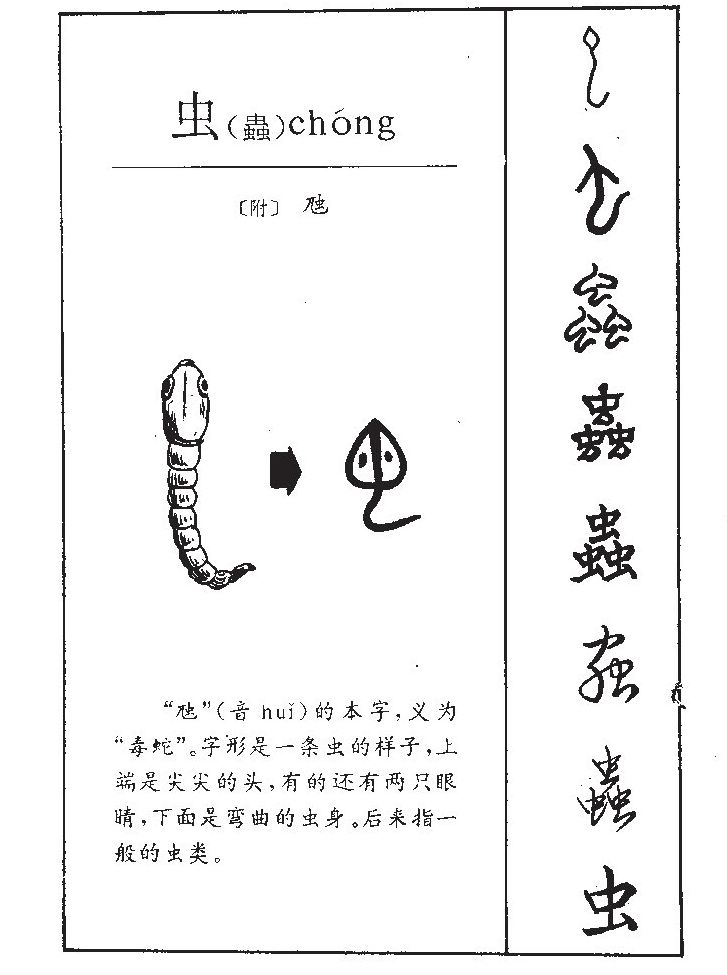 虫(蟲)chóng
〔附〕 虺
“虺”(音 huǐ)的本字,义为
“毒蛇”。字形是一条虫的样子,上
端是尖尖的头,有的还有两只眼
睛,下面是弯曲的虫身。后来指一
般的虫类。
蟲
蟲
蟲
蟲
虫